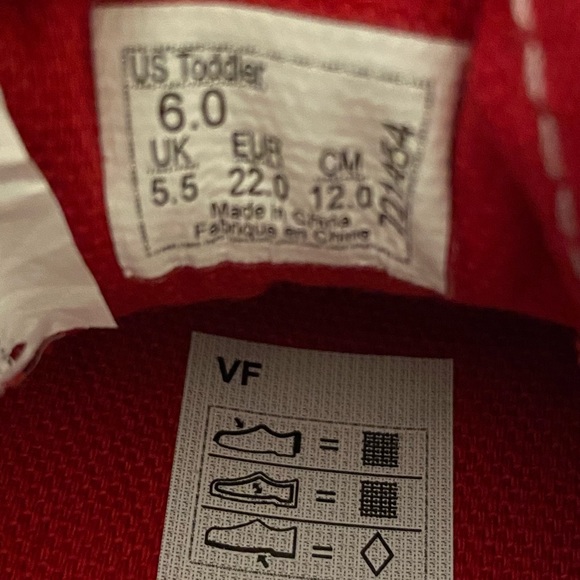 US Toddler
6.0
UK EUR CM
5.5 22.0 12.0
Made in China
Fabriqué en Chine
721454
VF
=
=
=